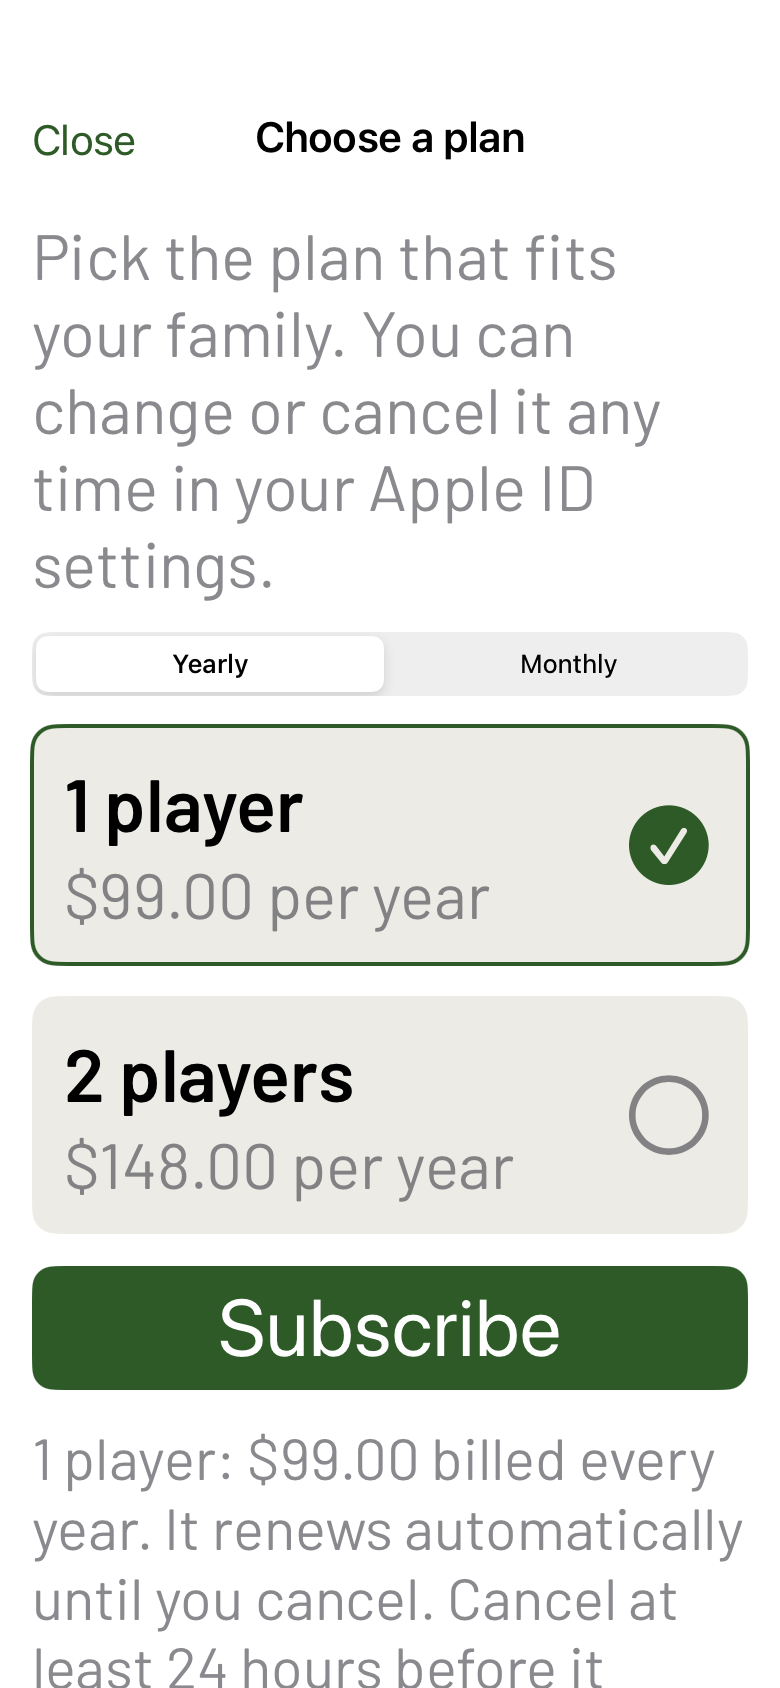 Close
Choose a plan
Pick the plan that fits
your family. You can
change or cancel it any
time in your Apple ID
settings.
Yearly
Monthly
1 player
$99.00 per year
2 players
$148.00 per year
Subscribe
1 player: $99.00 billed every
year. It renews automatically
until you cancel. Cancel at
least 24 hours before it